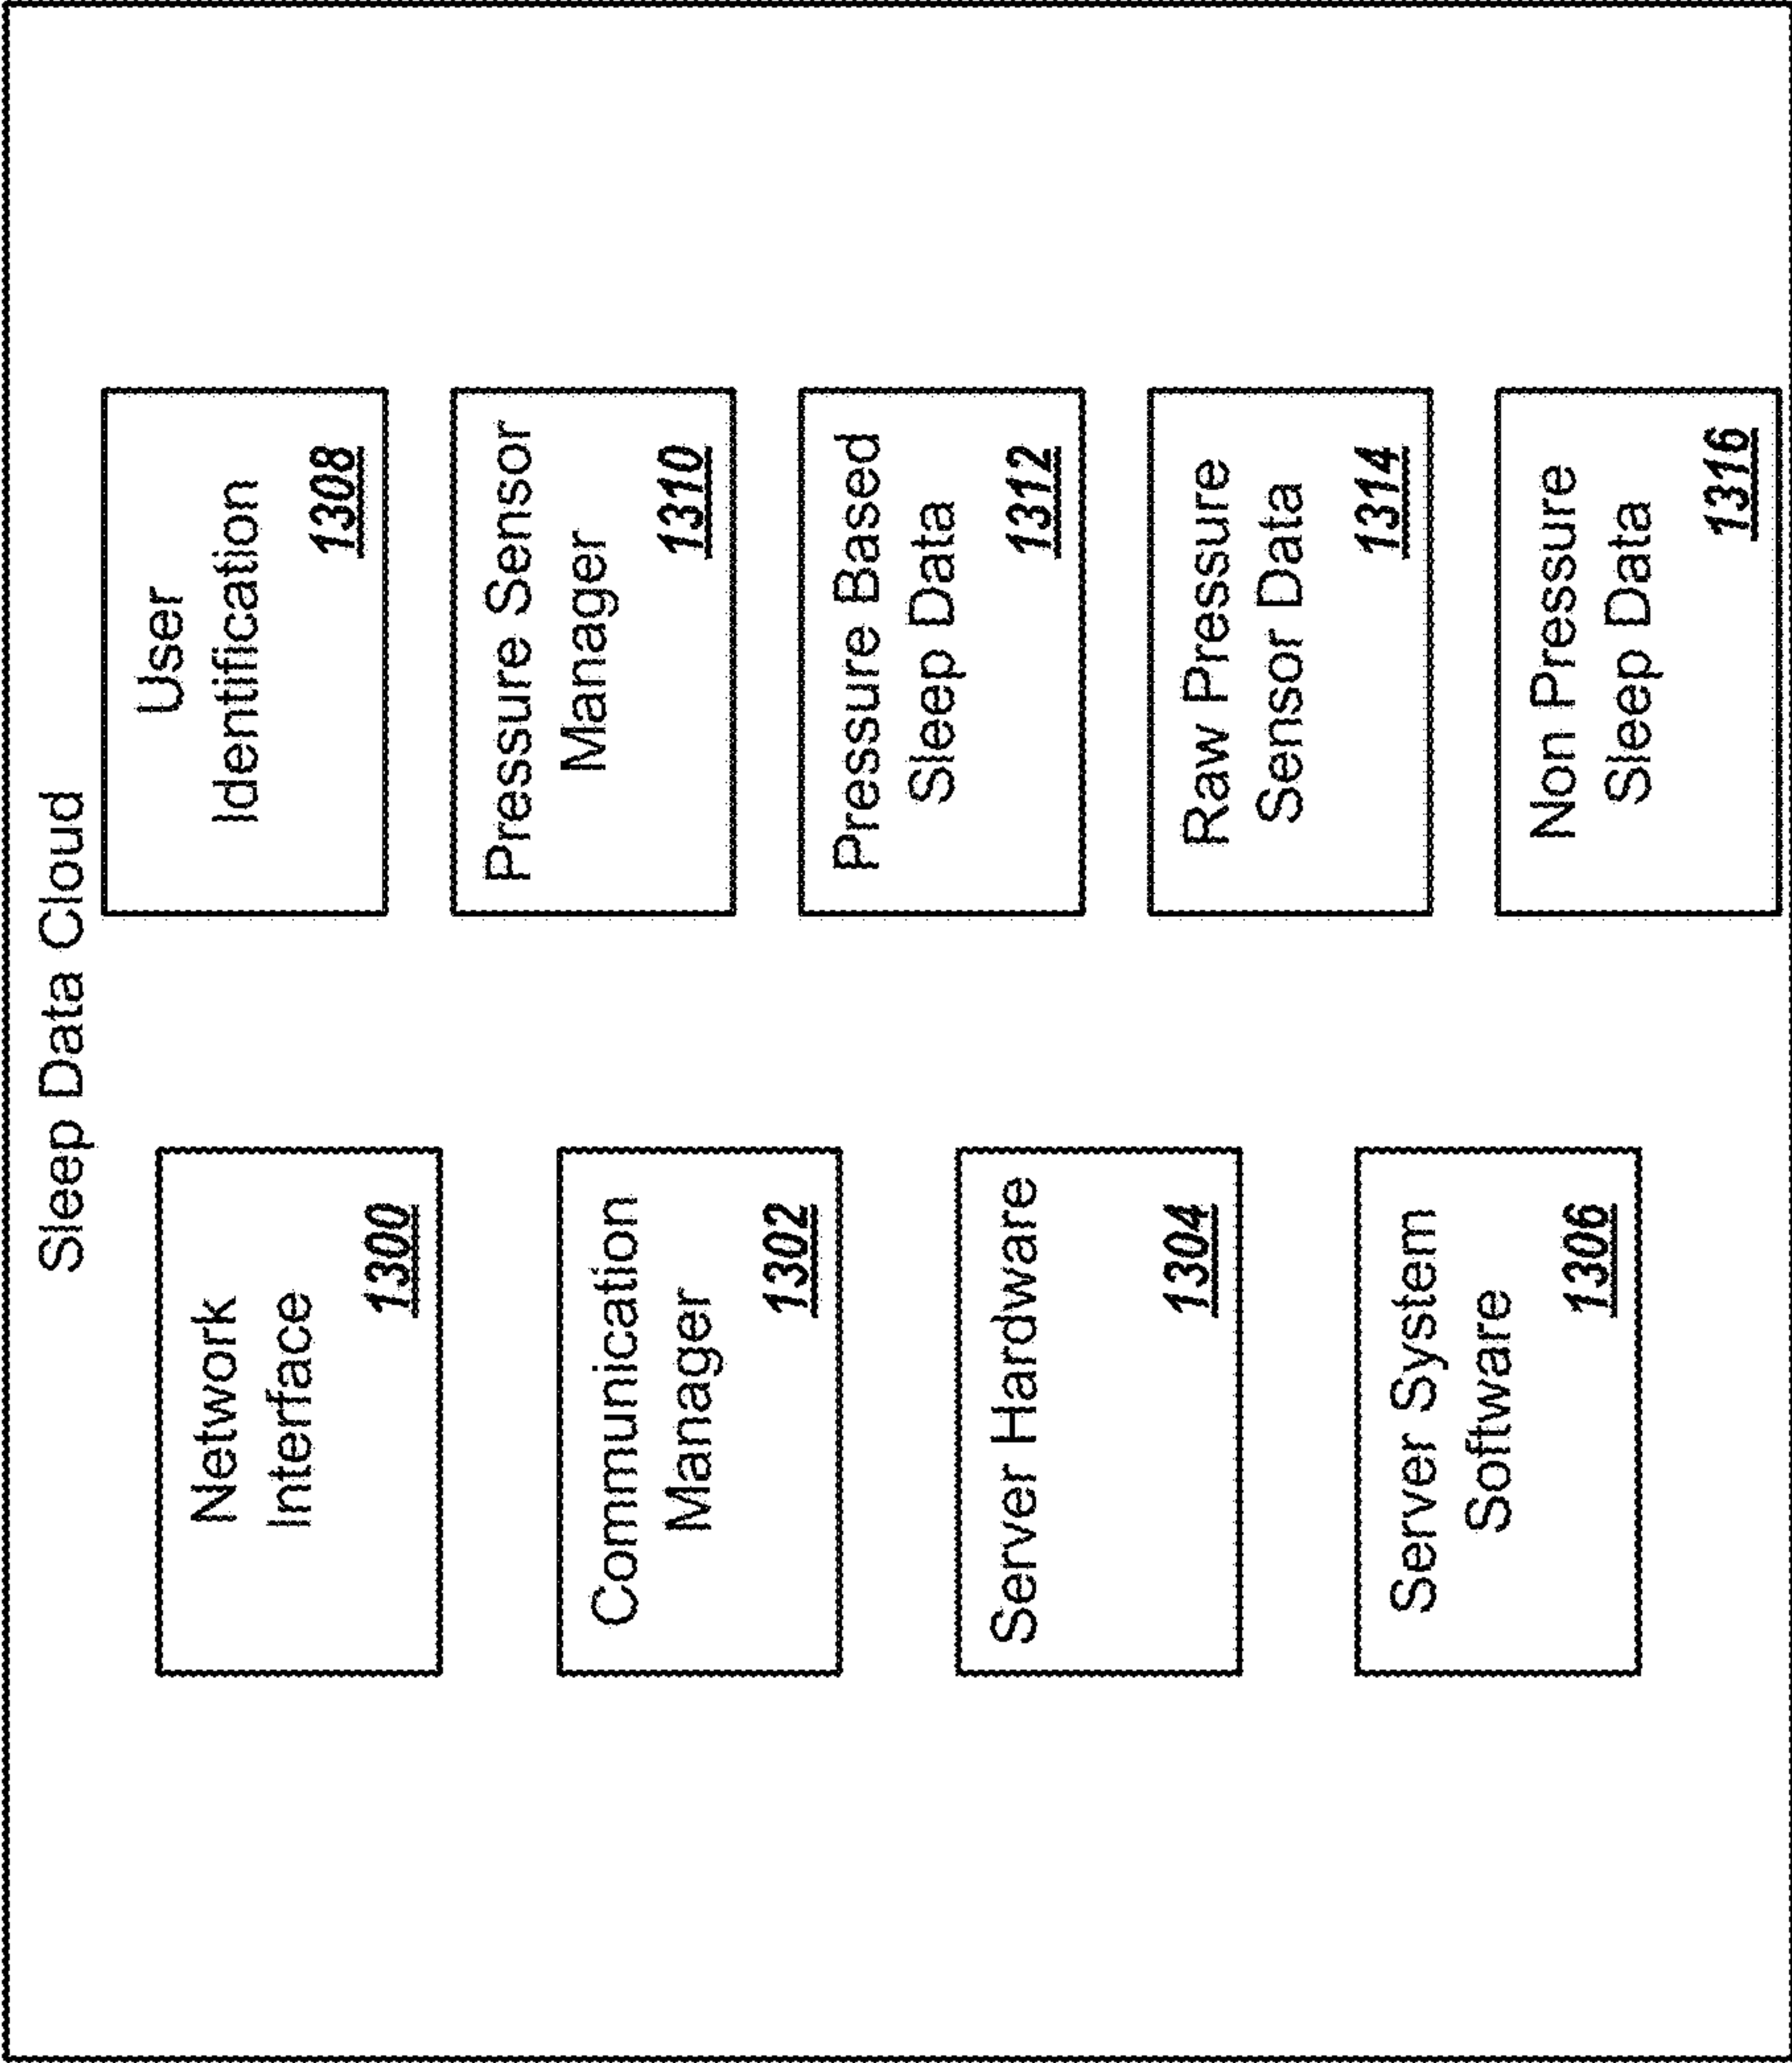 Sleep Data Cloud
Network
Interface
1300
Communication
Manager
1302
Server Hardware
1304
Server System
Software
1306
User
Identification
1308
Pressure Sensor
Manager
1310
Pressure Based
Sleep Data
1312
Raw Pressure
Sensor Data
1314
Non Pressure
Sleep Data
1316